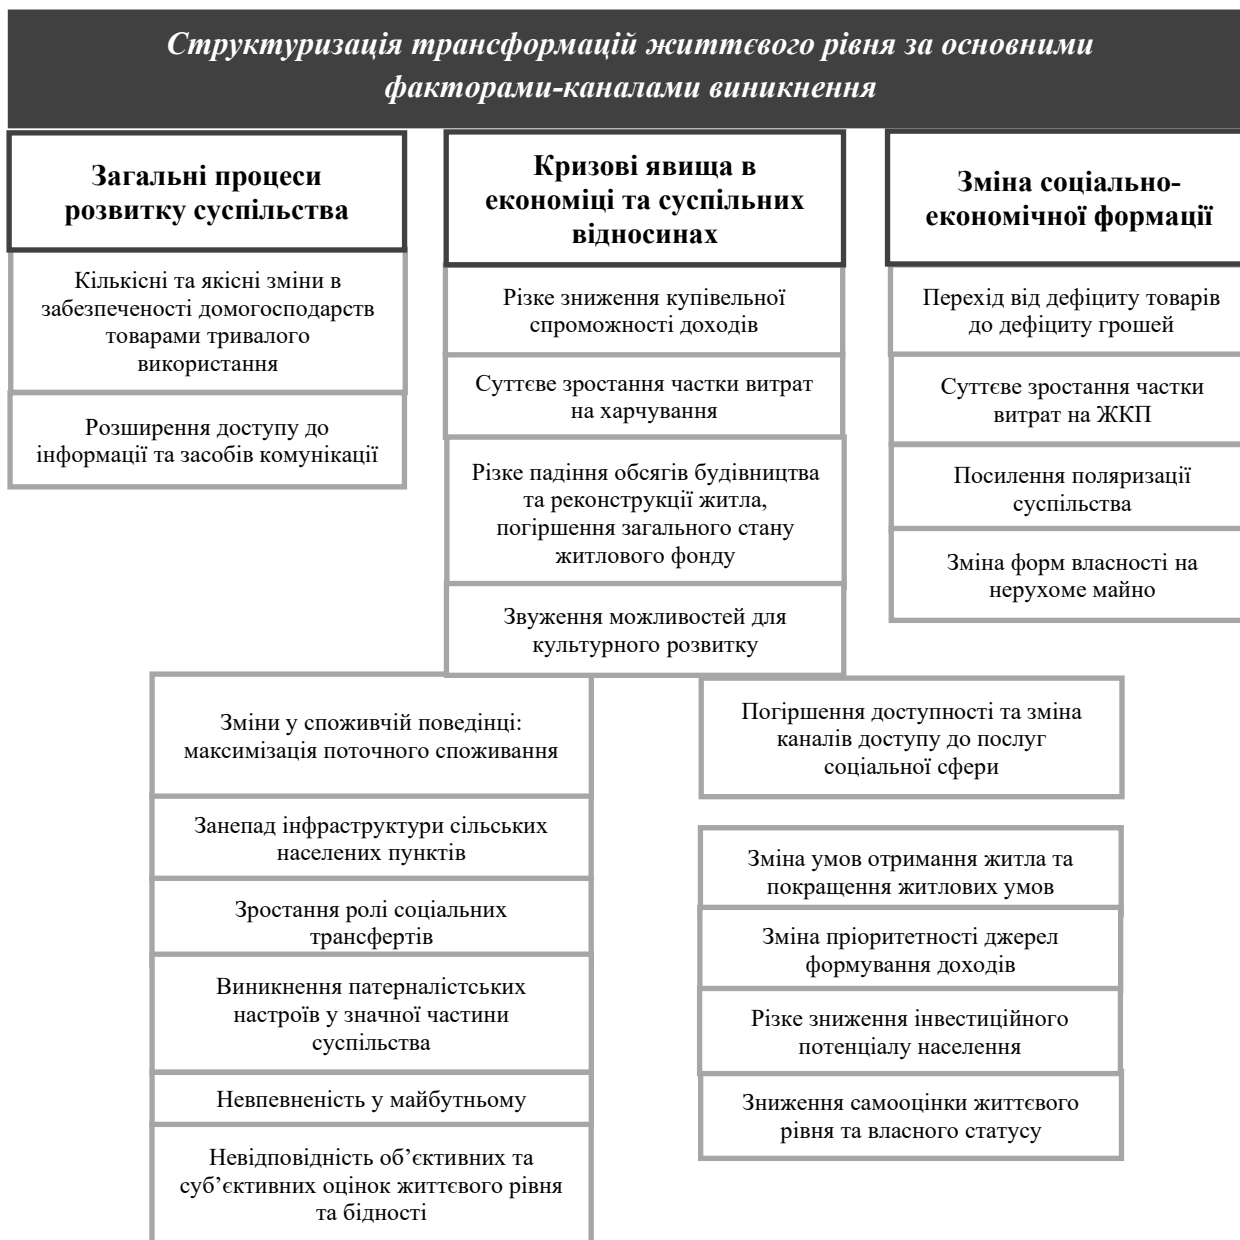 Структуризація трансформацій життєвого рівня за основними
факторами-каналами виникнення
Загальні процеси
розвитку суспільства
Кількісні та якісні зміни в
забезпеченості домогосподарств
товарами тривалого
використання
Розширення доступу до
інформації та засобів комунікації
Кризові явища в
економіці та суспільних
відносинах
Різке зниження купівельної
спроможності доходів
Суттєве зростання частки витрат
на харчування
Різке падіння обсягів будівництва
та реконструкції житла,
погіршення загального стану
житлового фонду
Звуження можливостей для
культурного розвитку
Зміна соціально-
економічної формації
Перехід від дефіциту товарів
до дефіциту грошей
Суттєве зростання частки
витрат на ЖКП
Посилення поляризації
суспільства
Зміна форм власності на
нерухоме майно
Зміни у споживчій поведінці:
максимізація поточного споживання
Занепад інфраструктури сільських
населених пунктів
Зростання ролі соціальних
трансфертів
Виникнення патерналістських
настроїв у значної частини
суспільства
Невпевненість у майбутньому
Невідповідність об’єктивних та
суб’єктивних оцінок життєвого рівня
та бідності
Погіршення доступності та зміна
каналів доступу до послуг
соціальної сфери
Зміна умов отримання житла та
покращення житлових умов
Зміна пріоритетності джерел
формування доходів
Різке зниження інвестиційного
потенціалу населення
Зниження самооцінки життєвого
рівня та власного статусу